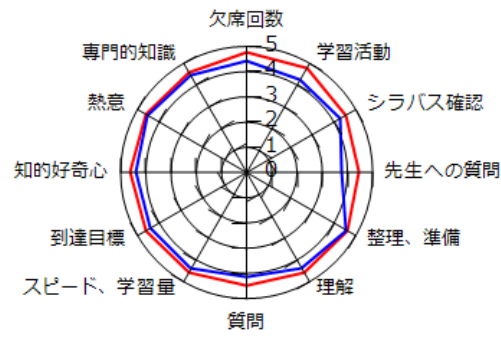 欠席回数
専門的知識
5
学習活動
4
熱意
シラバス確認
3
2
1
知的好奇心
0
先生への質問
到達目標
整理、準備
スピード、学習量
理解
質問